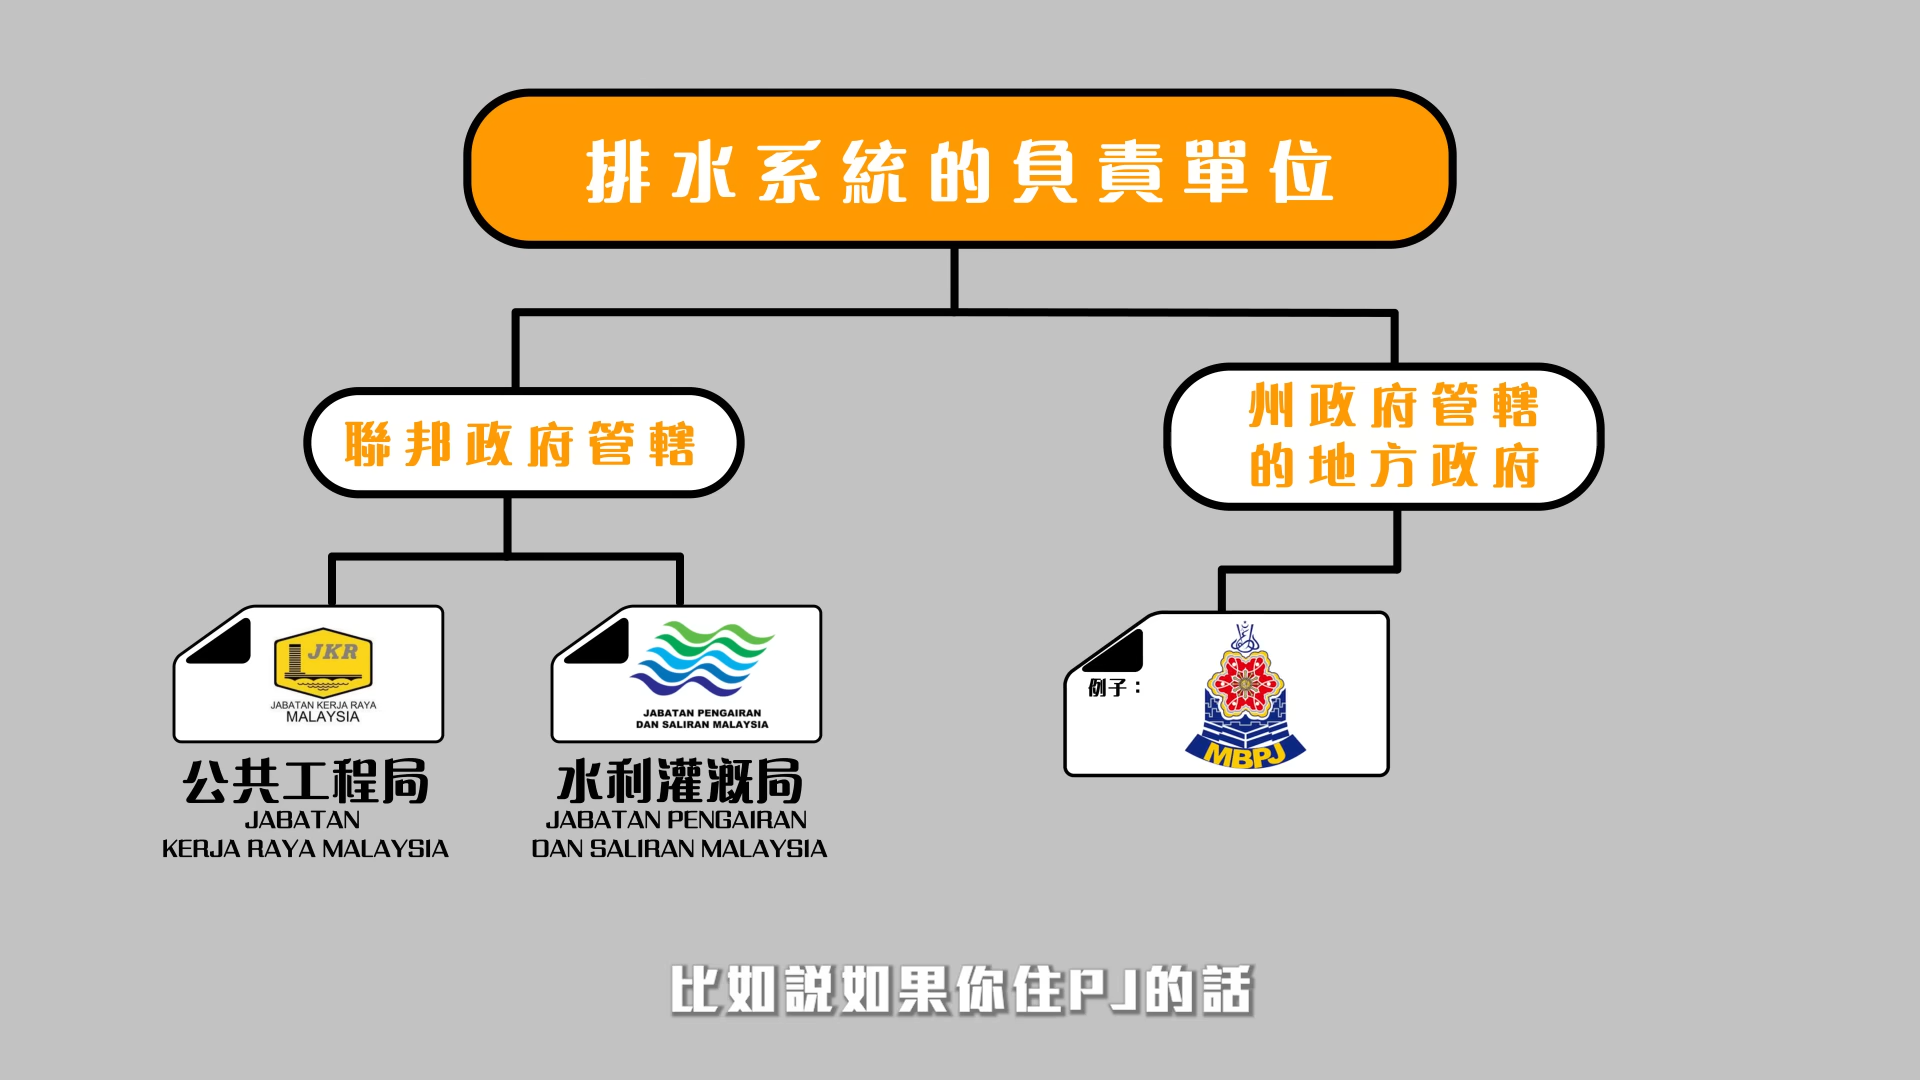 排水系統的負責單位
聯邦政府管轄
州政府管轄
的地方政府
JKR
JABATAN KERJA RAYA
MALAYSIA
公共工程局
JABATAN
KERJA RAYA MALAYSIA
JABATAN PENGAIRAN
DAN SALIRAN MALAYSIA
水利灌溉局
JABATAN PENGAIRAN
DAN SALIRAN MALAYSIA
例子：
MBPJ
比如説如果你住PJ的話